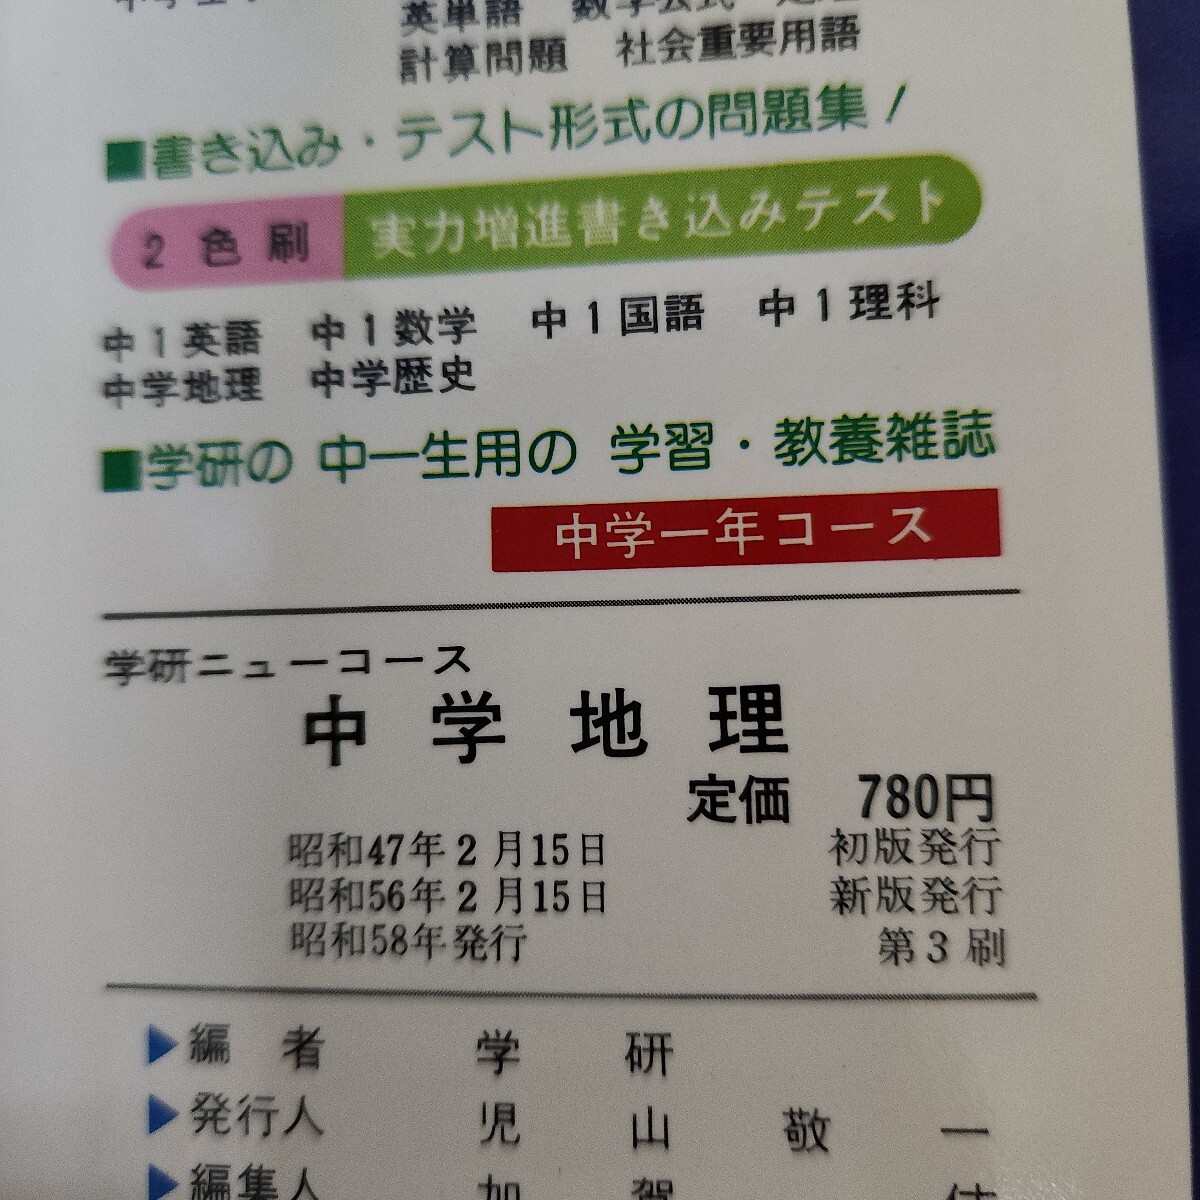 英単語 数学公式
計算問題 社会重要用語
■書き込み・テスト形式の問題集!
2色刷 実力増進書き込みテスト
中1英語 中1数学 中1国語 中1理科
中学地理 中学歴史
■学研の 中一生用の 学習・教養雑誌
中学一年コース
学研ニューコース
中学地理
定価 780円
昭和47年2月15日 初版発行
昭和56年2月15日 新版発行
昭和58年発行 第3刷
▶編者 学研
▶発行人 児山敬一
▶編集人 加賀